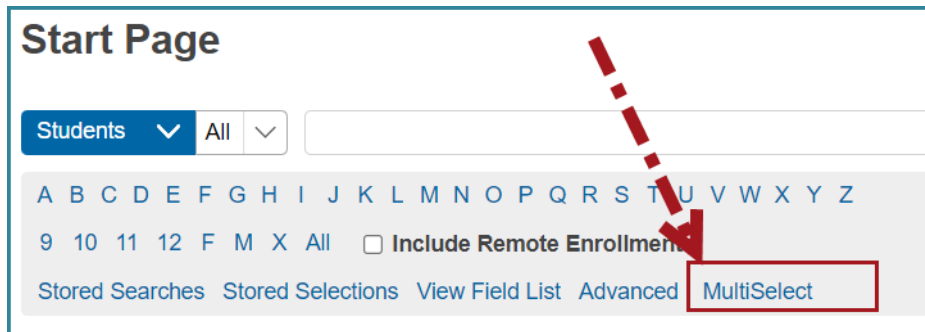 Start Page
Students All
A B C D E F G H I J K L M N O P Q R S T U V W X Y Z
9 10 11 12 F M X All Include Remote Enrollment
Stored Searches Stored Selections View Field List Advanced MultiSelect